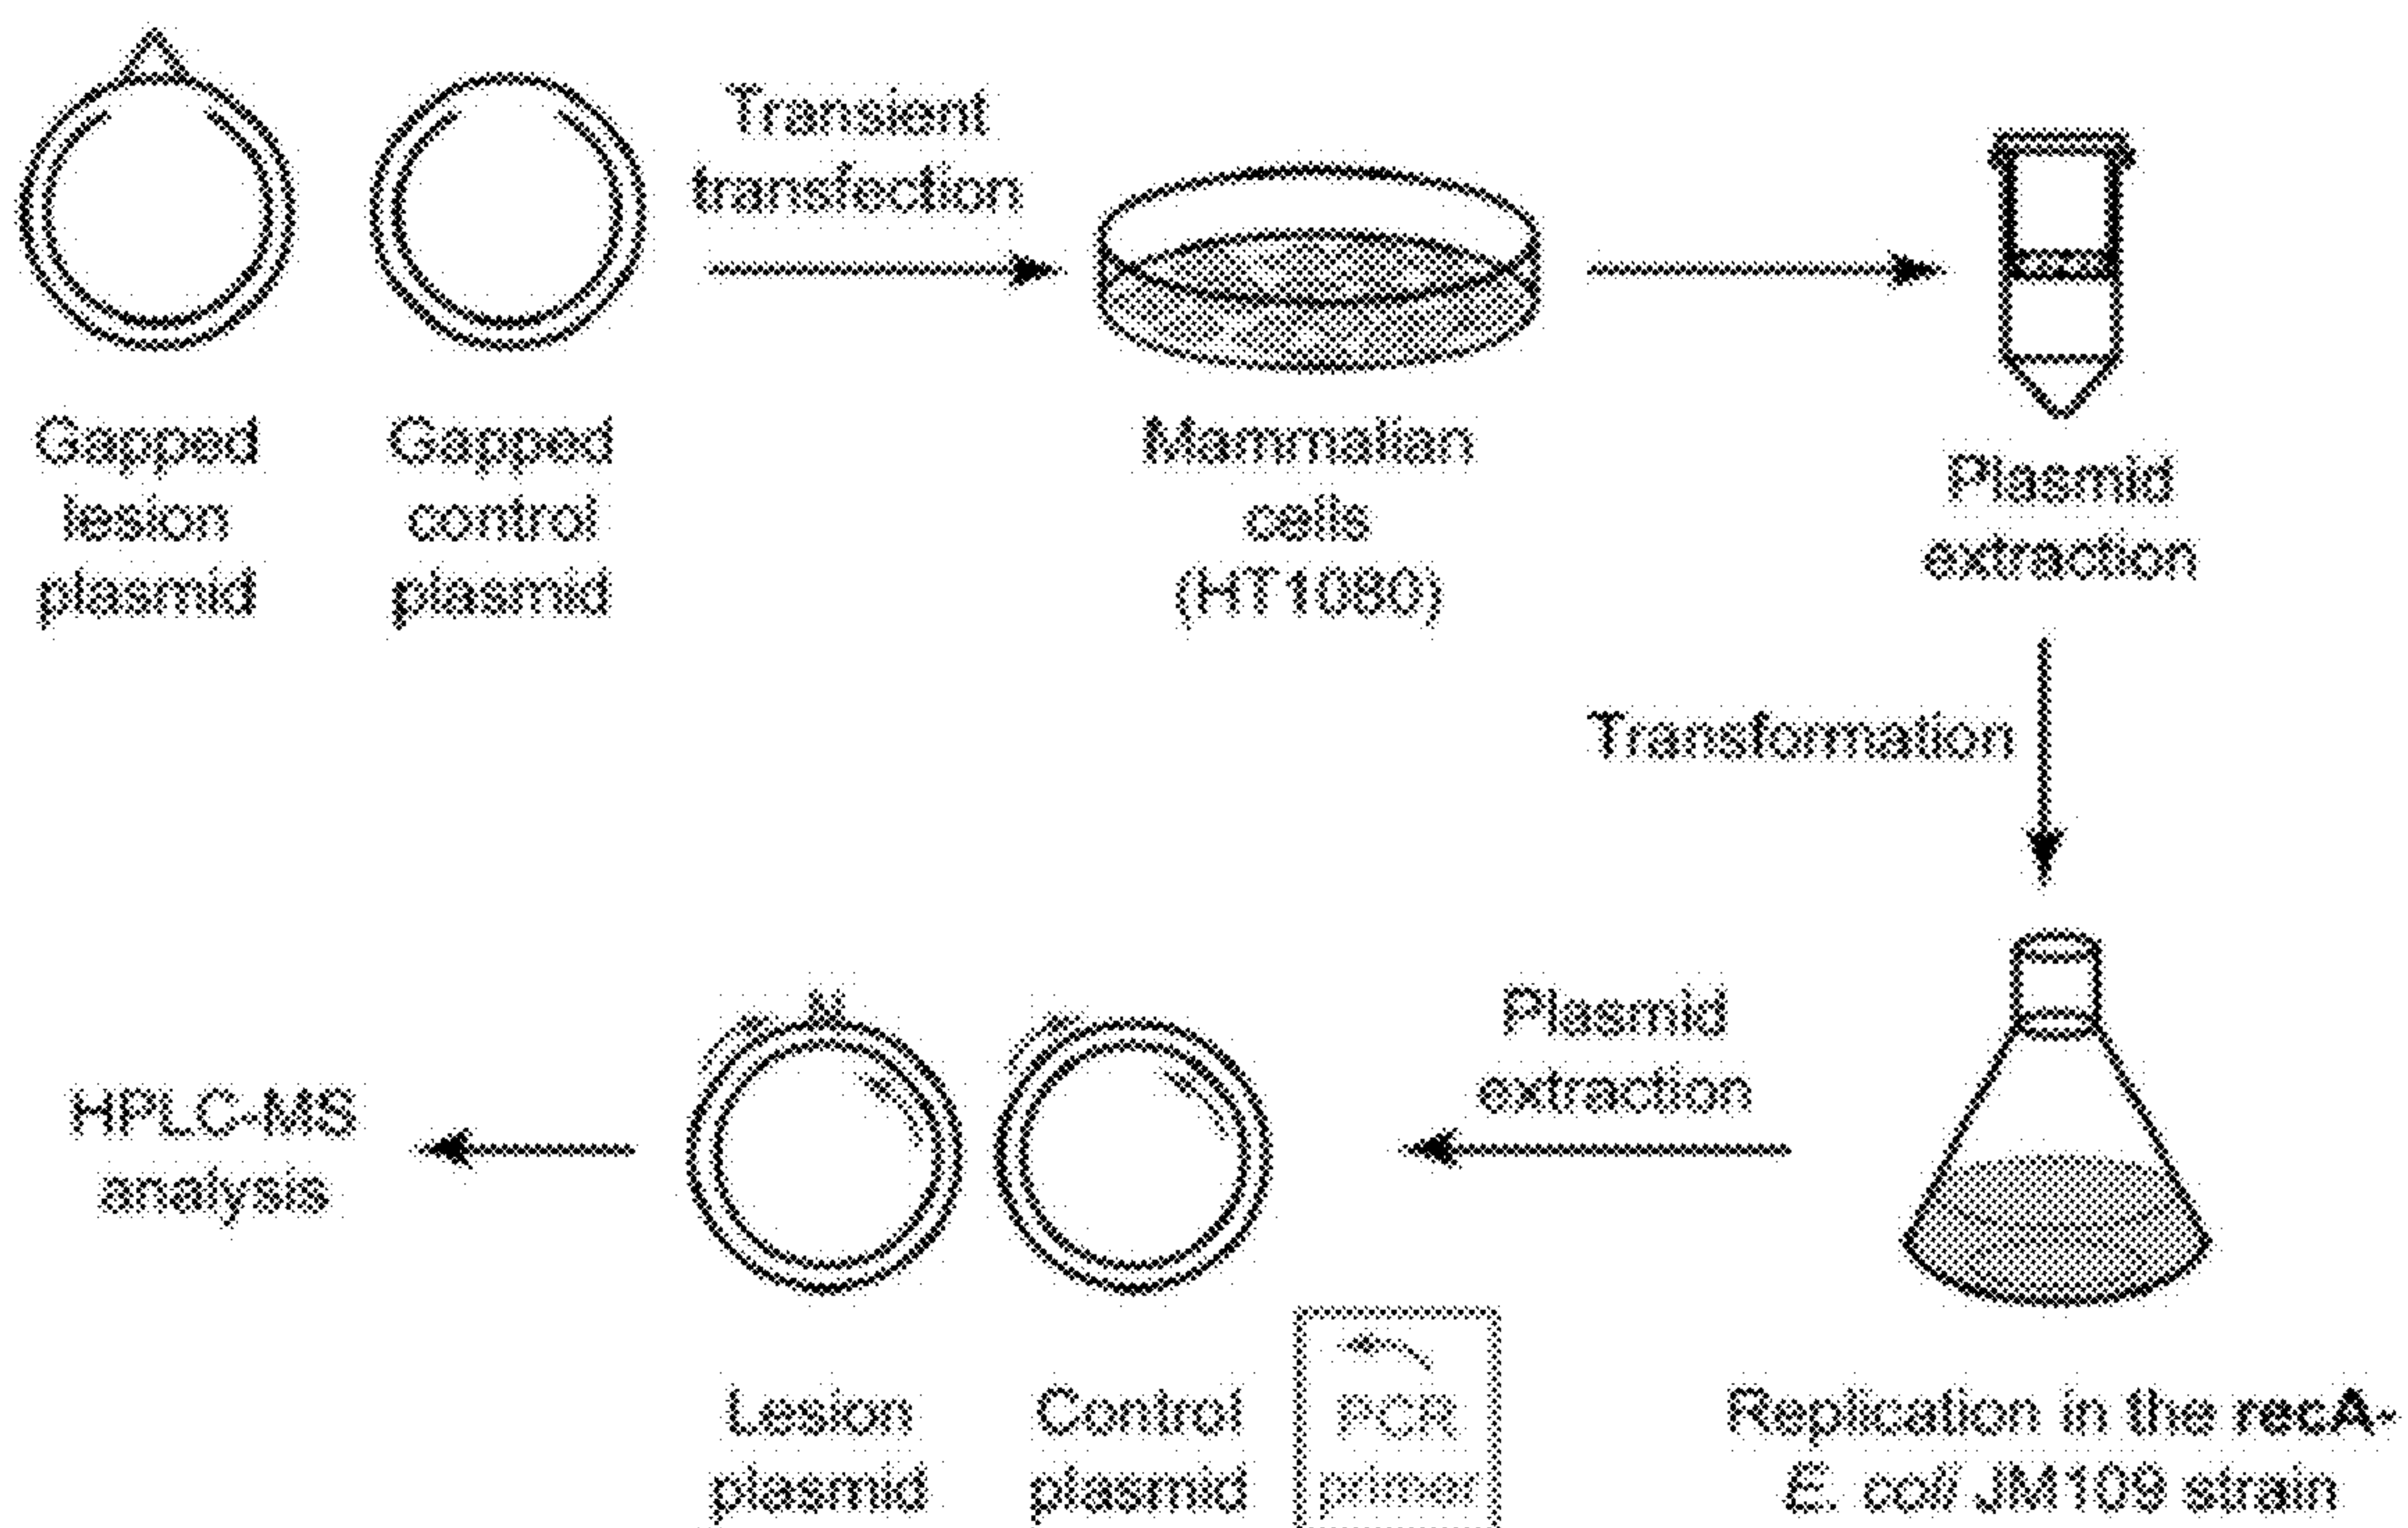 Transient
transfection
Gapped
lesion
plasmid
Gapped
control
plasmid
Mammalian
cells
(HT1080)
Plasmid
extraction
Transformation
Plasmid
extraction
HPLC-MS
analysis
N
Lesion
plasmid
Control
plasmid
PCR
primer
Replication in the recA-
E. coli JM109 strain